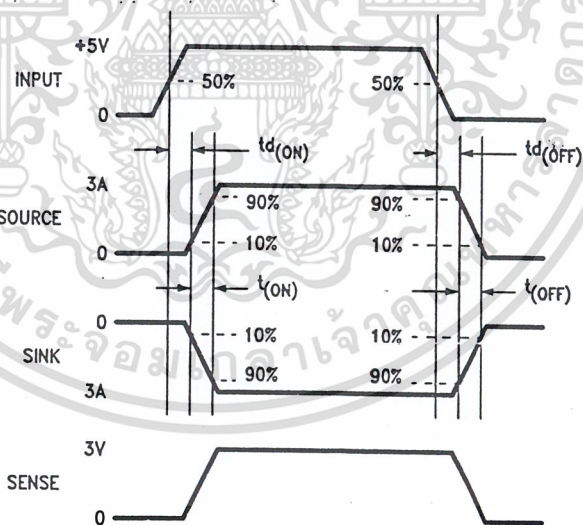 +5V
INPUT
50%
50%
0
td(ON)
td(OFF)
3A
SOURCE
90%
90%
10%
10%
0
t(ON)
t(OFF)
0
SINK
10%
10%
90%
90%
3A
3V
SENSE
0